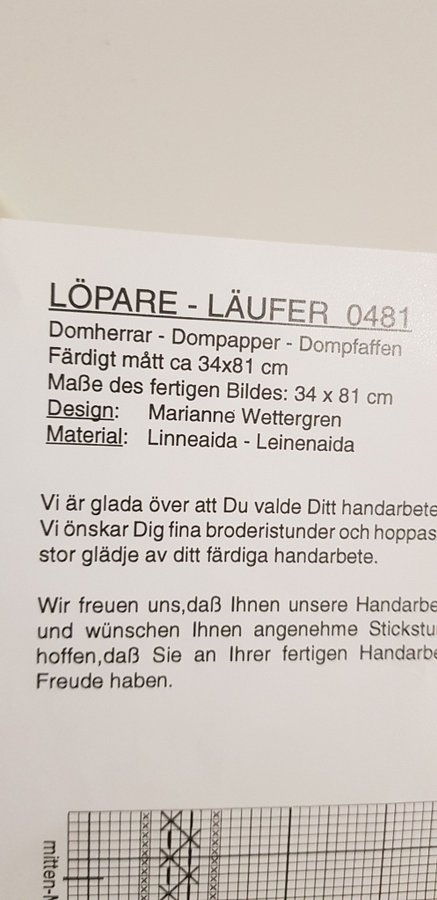 LÖPARE - LÄUFER 0481
Domherrar - Dompapper - Dompfaffen
Färdigt mått ca 34x81 cm
Maße des fertigen Bildes: 34 x 81 cm
Design: Marianne Wettergren
Material: Linneaida - Leinenaida
Vi är glada över att Du valde Ditt handarbete
Vi önskar Dig fina broderistunder och hoppas
stor glädje av ditt färdiga handarbete.
Wir freuen uns,daß Ihnen unsere Handarbe
und wünschen Ihnen angenehme Stickstu
hoffen,daß Sie an Ihrer fertigen Handarbe
Freude haben.
mitten-M